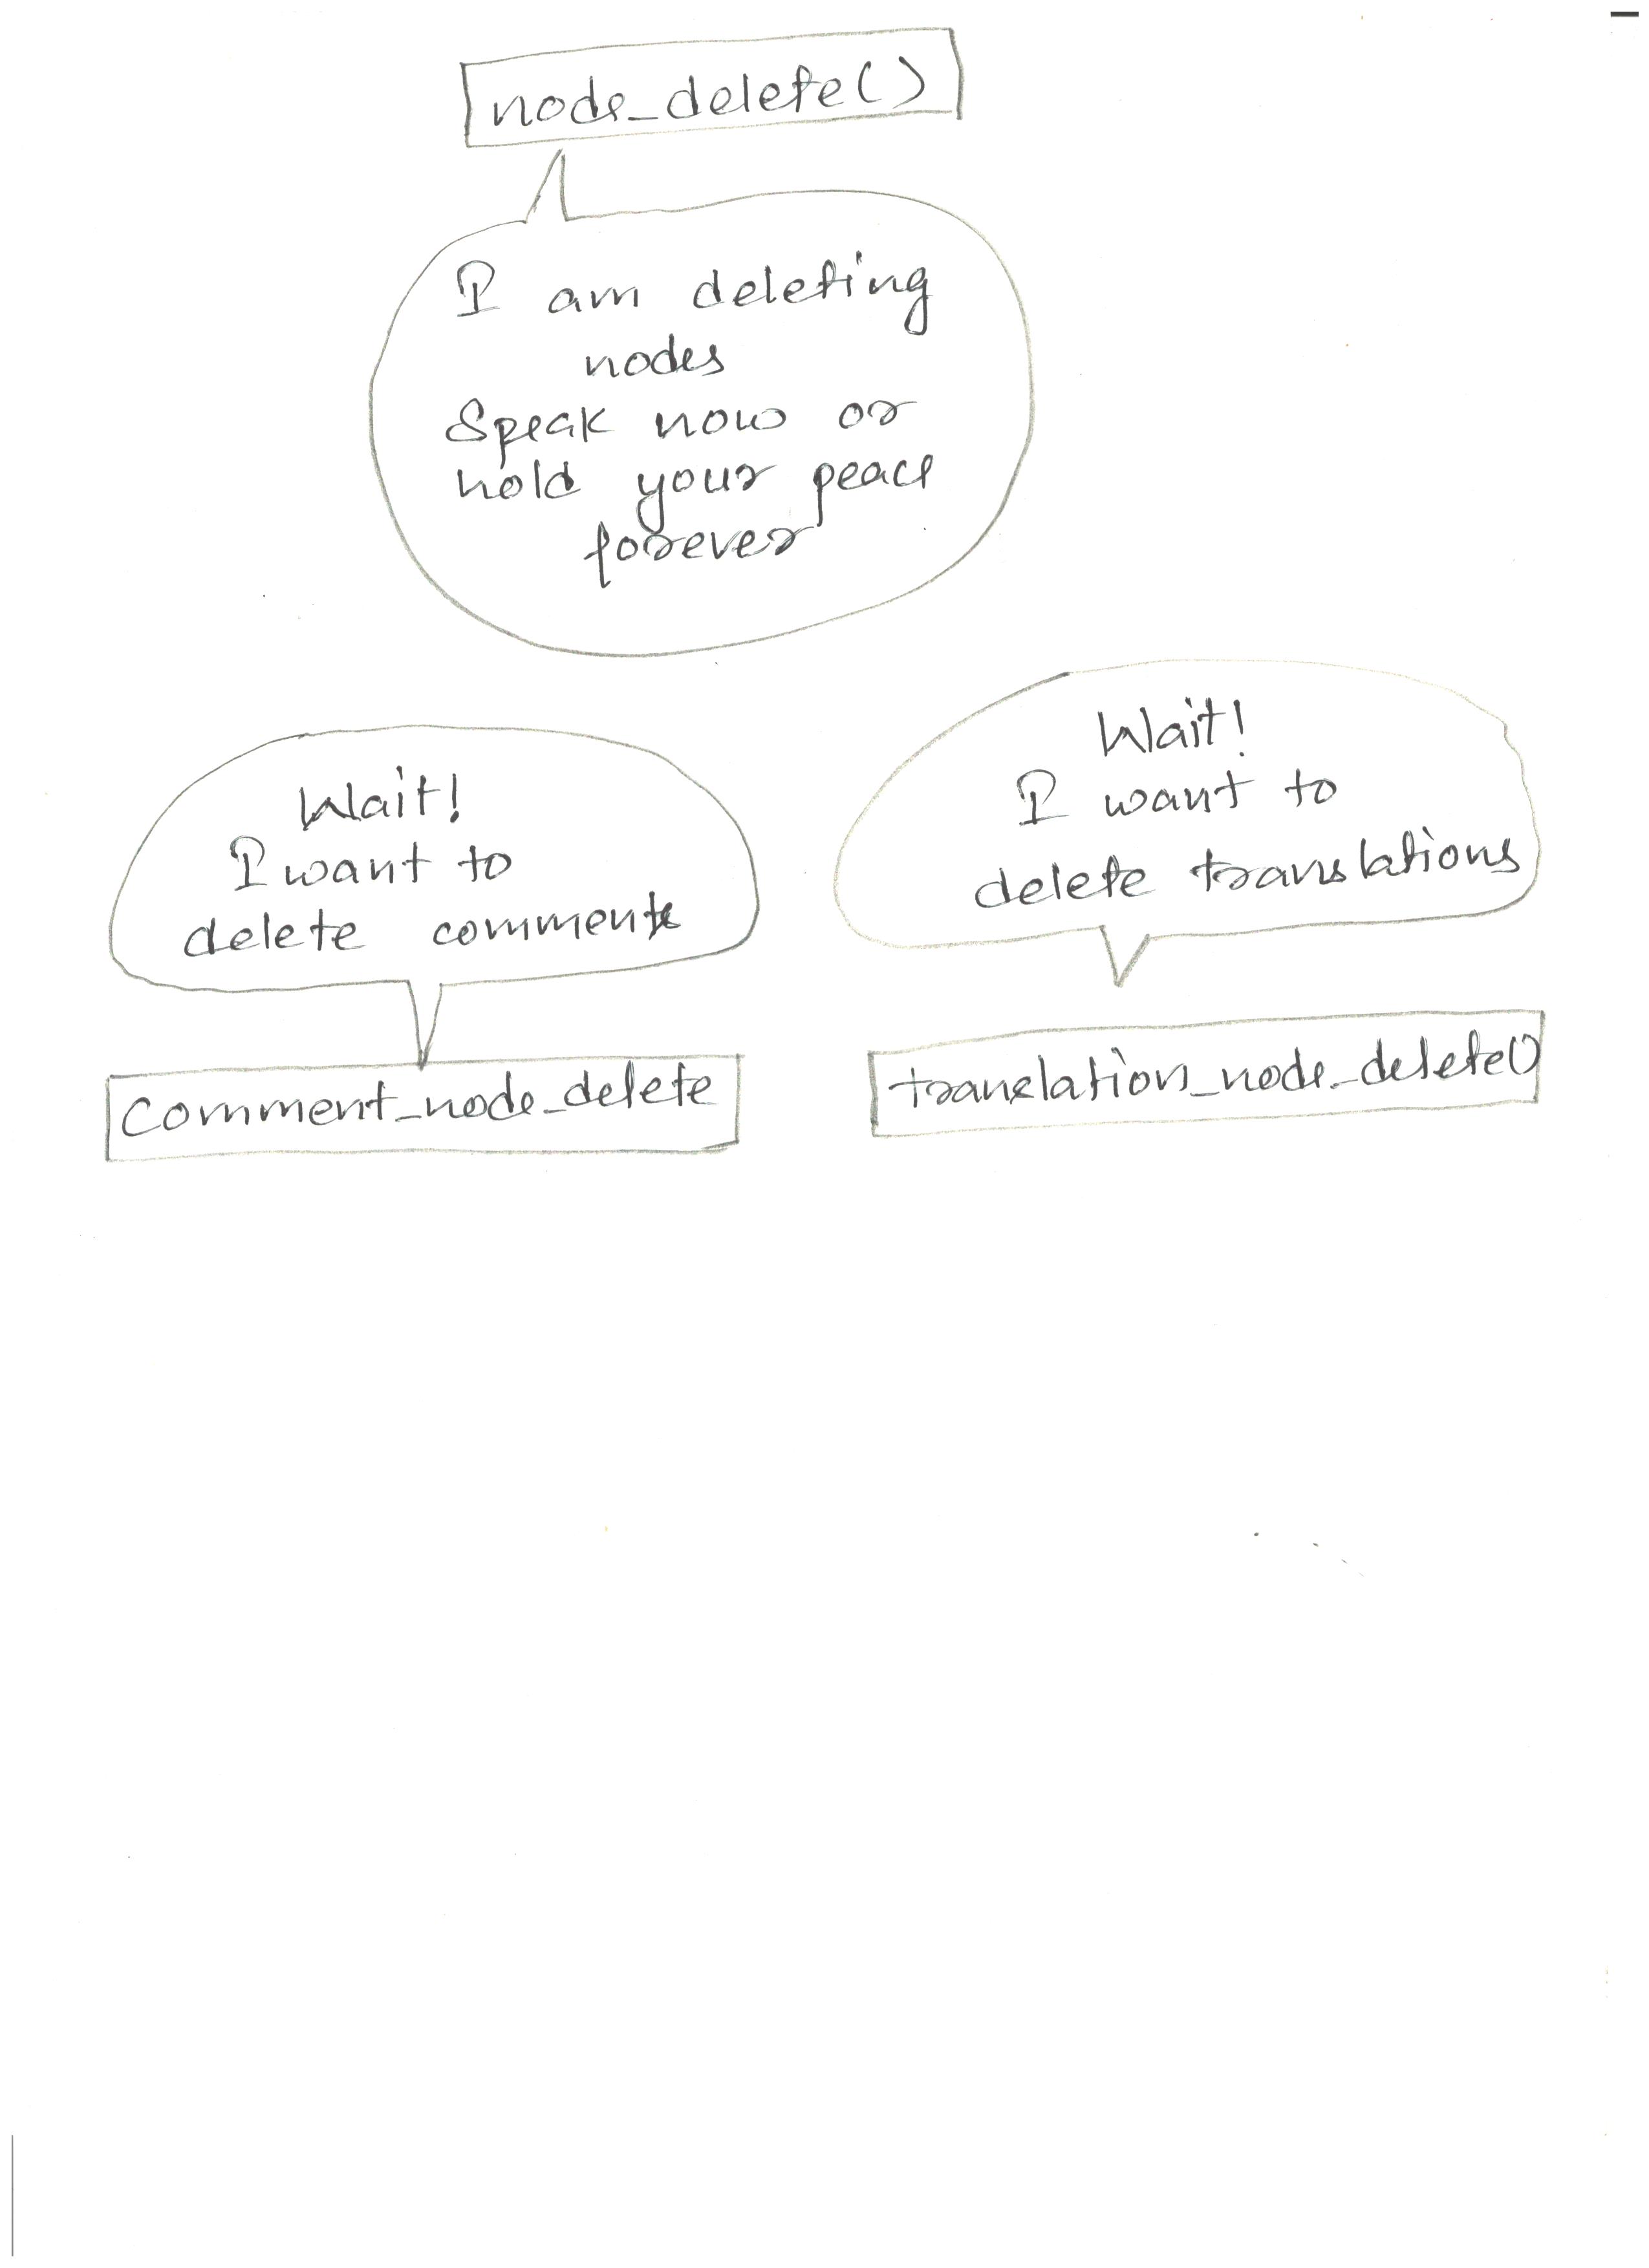 node_delete()
I am deleting
nodes
Speak now or
hold your peace
forever
Wait!
I want to
delete comments
comment_node_delete
Wait!
I want to
delete translations
translation_node_delete()